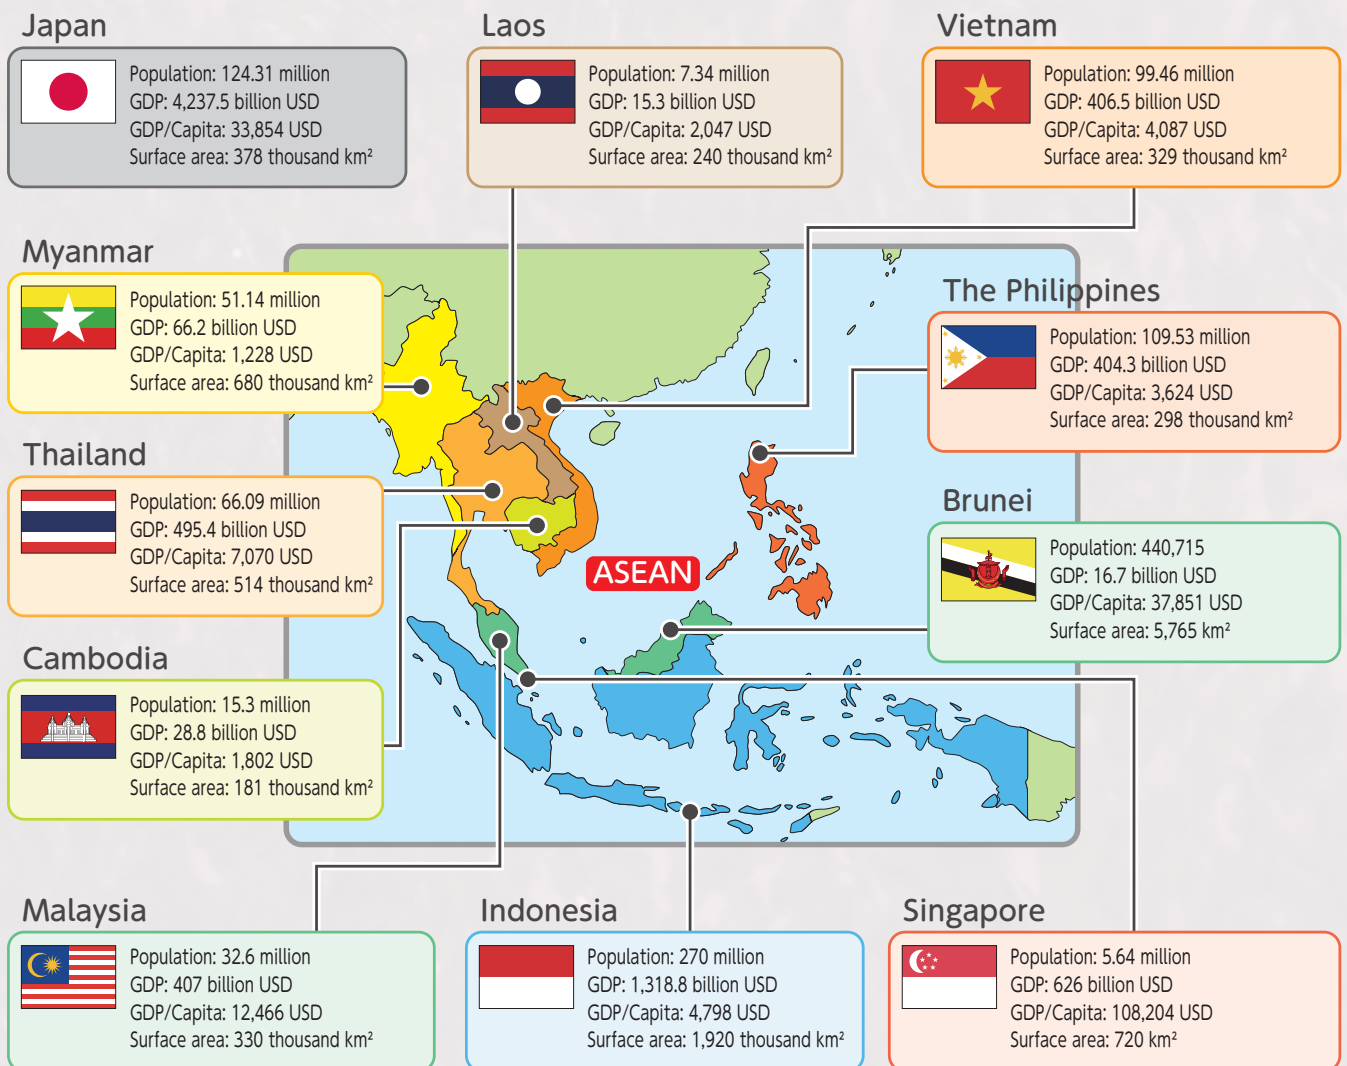 Japan
Population: 124.31 million
GDP: 4,237.5 billion USD
GDP/Capita: 33,854 USD
Surface area: 378 thousand km²
Laos
Population: 7.34 million
GDP: 15.3 billion USD
GDP/Capita: 2,047 USD
Surface area: 240 thousand km²
Vietnam
Population: 99.46 million
GDP: 406.5 billion USD
GDP/Capita: 4,087 USD
Surface area: 329 thousand km²
Myanmar
Population: 51.14 million
GDP: 66.2 billion USD
GDP/Capita: 1,228 USD
Surface area: 680 thousand km²
The Philippines
Population: 109.53 million
GDP: 404.3 billion USD
GDP/Capita: 3,624 USD
Surface area: 298 thousand km²
Thailand
Population: 66.09 million
GDP: 495.4 billion USD
GDP/Capita: 7,070 USD
Surface area: 514 thousand km²
Brunei
Population: 440,715
GDP: 16.7 billion USD
GDP/Capita: 37,851 USD
Surface area: 5,765 km²
ASEAN
Cambodia
Population: 15.3 million
GDP: 28.8 billion USD
GDP/Capita: 1,802 USD
Surface area: 181 thousand km²
Malaysia
Population: 32.6 million
GDP: 407 billion USD
GDP/Capita: 12,466 USD
Surface area: 330 thousand km²
Indonesia
Population: 270 million
GDP: 1,318.8 billion USD
GDP/Capita: 4,798 USD
Surface area: 1,920 thousand km²
Singapore
Population: 5.64 million
GDP: 626 billion USD
GDP/Capita: 108,204 USD
Surface area: 720 km²